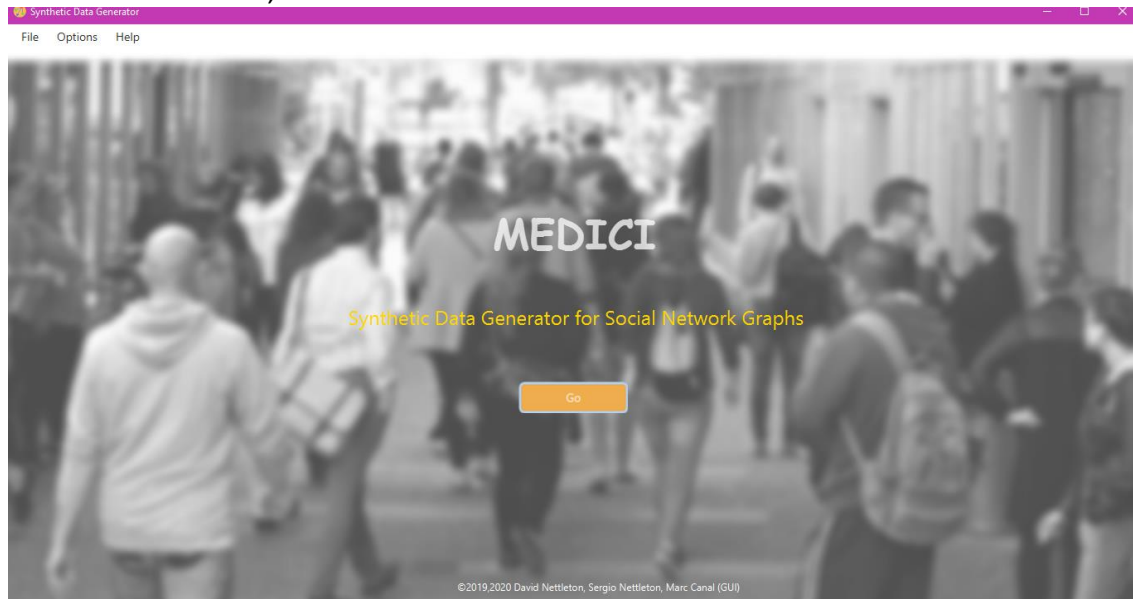 Synthetic Data Generator
File Options Help
MEDICI
Synthetic Data Generator for Social Network Graphs
Go
©2019,2020 David Nettleton, Sergio Nettleton, Marc Canal (GUI)